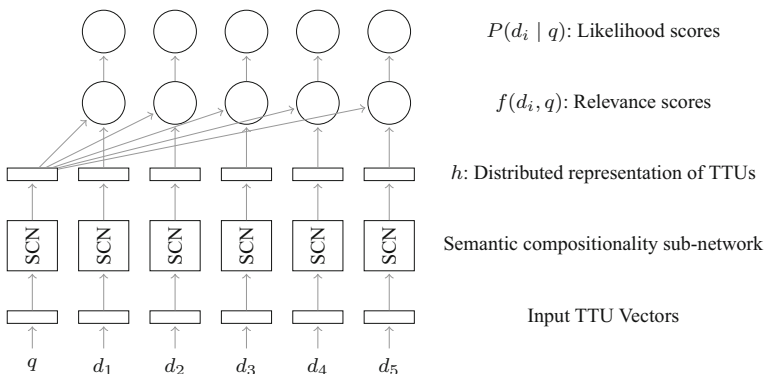 P(d_i | q): Likelihood scores
f(d_i, q): Relevance scores
h: Distributed representation of TTUs
SCN SCN SCN SCN SCN SCN Semantic compositionality sub-network
Input TTU Vectors
q d_1 d_2 d_3 d_4 d_5